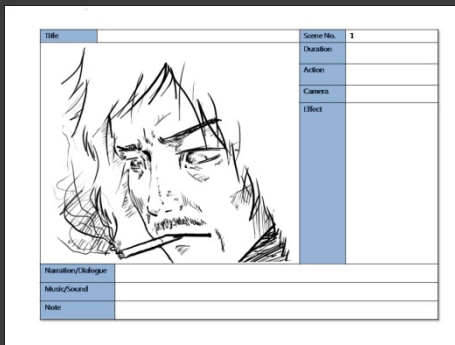 Title
Scene No. 1
Duration
Action
Camera
Effect
Narration/Dialogue
Music/Sound
Note